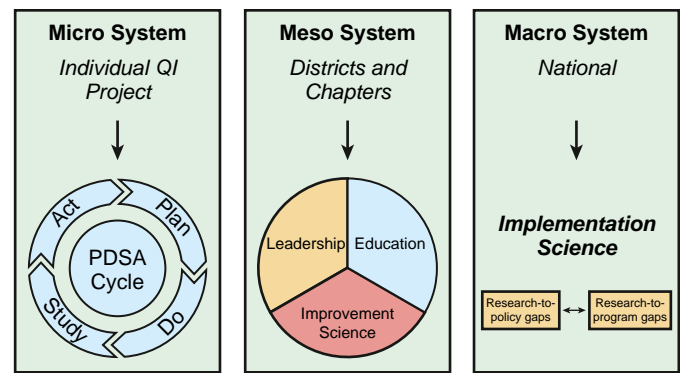 Micro System
Individual QI
Project
Act
Plan
PDSA
Cycle
Study
Do
Meso System
Districts and
Chapters
Leadership
Education
Improvement
Science
Macro System
National
Implementation
Science
Research-to-
policy gaps
Research-to-
program gaps